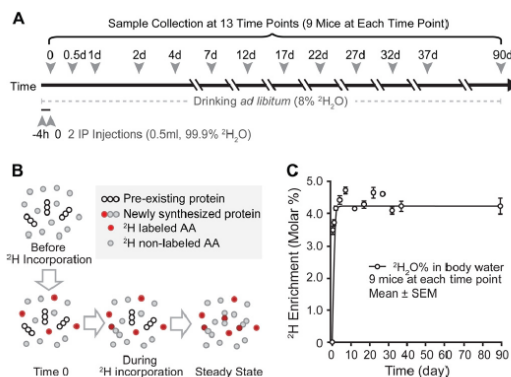 A
Sample Collection at 13 Time Points (9 Mice at Each Time Point)
0 0.5d 1d 2d 4d 7d 12d 17d 22d 27d 32d 37d 90d
Time
Drinking ad libitum (8% ²H₂O)
-4h 0 2 IP Injections (0.5ml, 99.9% ²H₂O)
B
Pre-existing protein
Newly synthesized protein
²H labeled AA
²H non-labeled AA
Before
²H Incorporation
Time 0
During
²H incorporation
Steady State
C
²H Enrichment (Molar %)
5.0
4.0
3.0
2.0
1.0
0
²H₂O% in body water
9 mice at each time point
Mean ± SEM
0 10 20 30 40 50 60 70 80 90
Time (day)